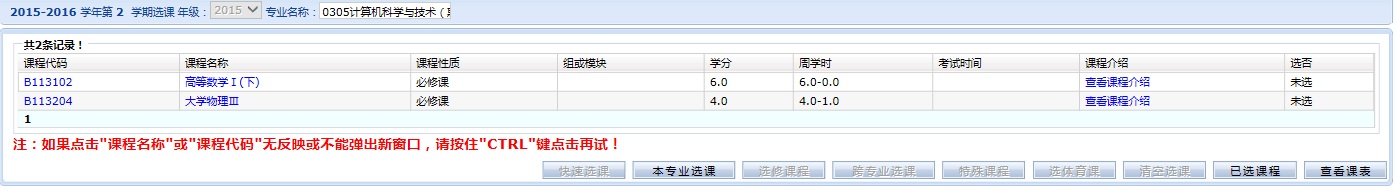 2015-2016 学年第 2 学期选课 年级：2015 专业名称：0305计算机科学与技术（
共2条记录！
课程代码 课程名称 课程性质 组或模块 学分 周学时 考试时间 课程介绍 选否
B113102 高等数学Ⅰ(下) 必修课 6.0 6.0-0.0 查看课程介绍 未选
B113204 大学物理Ⅲ 必修课 4.0 4.0-1.0 查看课程介绍 未选
1
注：如果点击"课程名称"或"课程代码"无反映或不能弹出新窗口，请按住"CTRL"键点击再试！
快速选课 本专业选课 选修课程 跨专业选课 特殊课程 选体育课 清空选课 已选课程 查看课表